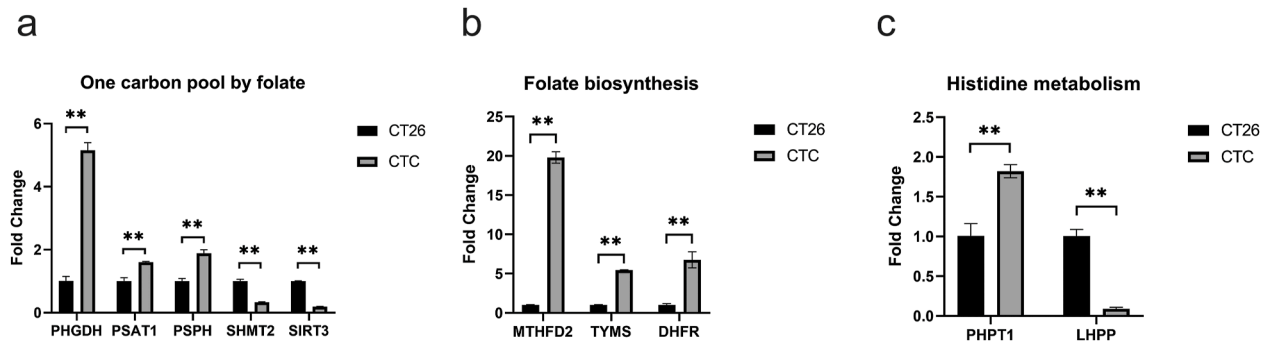 a
One carbon pool by folate
Fold Change
6
4
2
0
**
**
**
**
**
PHGDH PSAT1 PSPH SHMT2 SIRT3
CT26
CTC
b
Folate biosynthesis
Fold Change
25
20
15
10
5
0
**
**
**
MTHFD2 TYMS DHFR
CT26
CTC
c
Histidine metabolism
Fold Change
2.5
2.0
1.5
1.0
0.5
0.0
**
**
PHPT1 LHPP
CT26
CTC